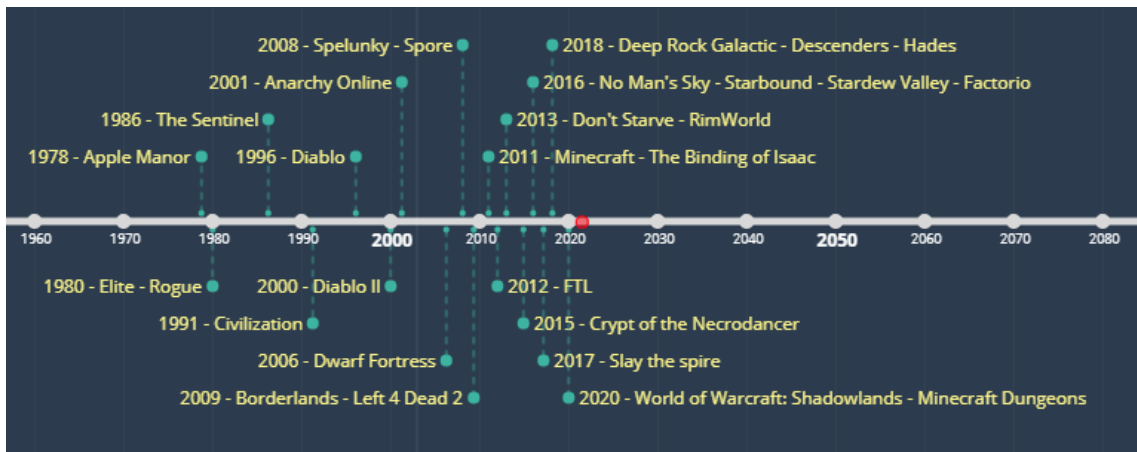 2008 - Spelunky - Spore
2018 - Deep Rock Galactic - Descenders - Hades
2001 - Anarchy Online
2016 - No Man's Sky - Starbound - Stardew Valley - Factorio
1986 - The Sentinel
2013 - Don't Starve - RimWorld
1978 - Apple Manor
1996 - Diablo
2011 - Minecraft - The Binding of Isaac
1960 1970 1980 1990 2000 2010 2020 2030 2040 2050 2060 2070 2080
1980 - Elite - Rogue
2000 - Diablo II
2012 - FTL
1991 - Civilization
2015 - Crypt of the Necrodancer
2006 - Dwarf Fortress
2017 - Slay the spire
2009 - Borderlands - Left 4 Dead 2
2020 - World of Warcraft: Shadowlands - Minecraft Dungeons